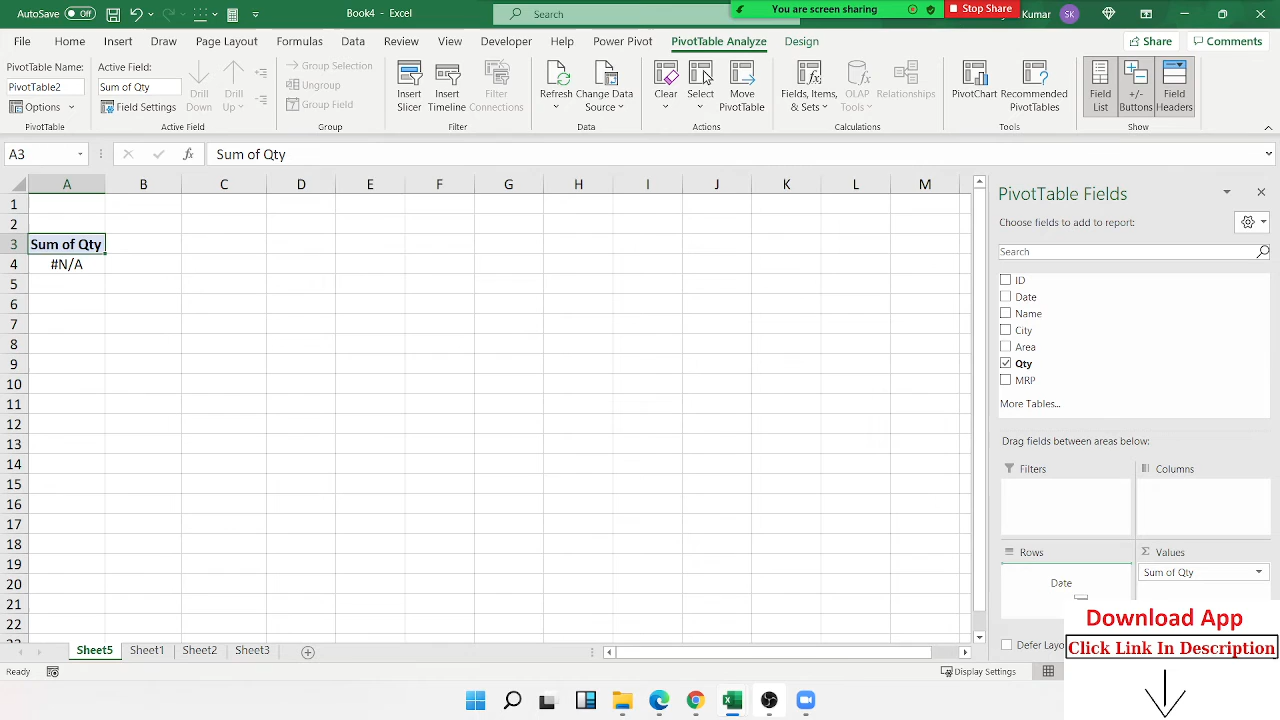 AutoSave Off Book4 - Excel Search You are screen sharing Stop Share Kumar SK
File Home Insert Draw Page Layout Formulas Data Review View Developer Help Power Pivot PivotTable Analyze Design Share Comments
PivotTable Name:
PivotTable2
Options
PivotTable
Active Field:
Sum of Qty
Field Settings
Drill Down
Drill Up
Active Field
Group Selection
Ungroup
Group Field
Group
Insert Slicer
Insert Timeline
Filter Connections
Filter
Refresh
Change Data Source
Data
Clear
Select
Move PivotTable
Actions
Fields, Items, & Sets
OLAP Tools
Relationships
Calculations
PivotChart
Recommended PivotTables
Tools
Field List
+/- Buttons
Field Headers
Show
A3 fx Sum of Qty
A B C D E F G H I J K L M
1
2
3 Sum of Qty
4 #N/A
5
6
7
8
9
10
11
12
13
14
15
16
17
18
19
20
21
22
23
PivotTable Fields
Choose fields to add to report:
Search
ID
Date
Name
City
Area
Qty
MRP
More Tables...
Drag fields between areas below:
Filters
Columns
Rows
Date
Σ Values
Sum of Qty
Defer Layo
Sheet5 Sheet1 Sheet2 Sheet3
Ready Display Settings
Download App
Click Link In Description